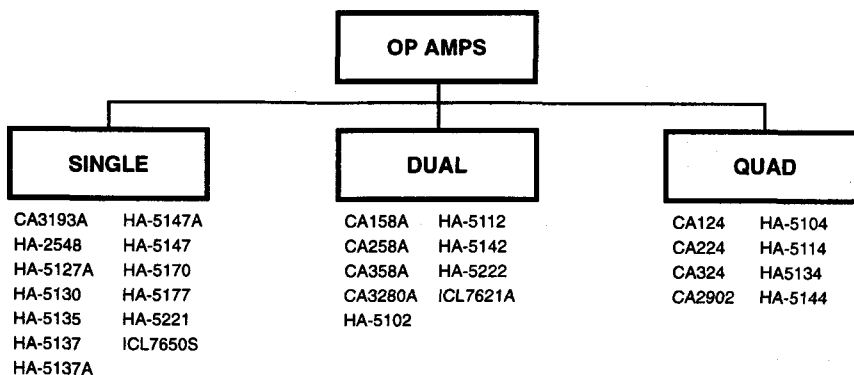 OP AMPS
SINGLE
DUAL
QUAD
CA3193A HA-5147A
HA-2548 HA-5147
HA-5127A HA-5170
HA-5130 HA-5177
HA-5135 HA-5221
HA-5137 ICL7650S
HA-5137A
CA158A HA-5112
CA258A HA-5142
CA358A HA-5222
CA3280A ICL7621A
HA-5102
CA124 HA-5104
CA224 HA-5114
CA324 HA5134
CA2902 HA-5144